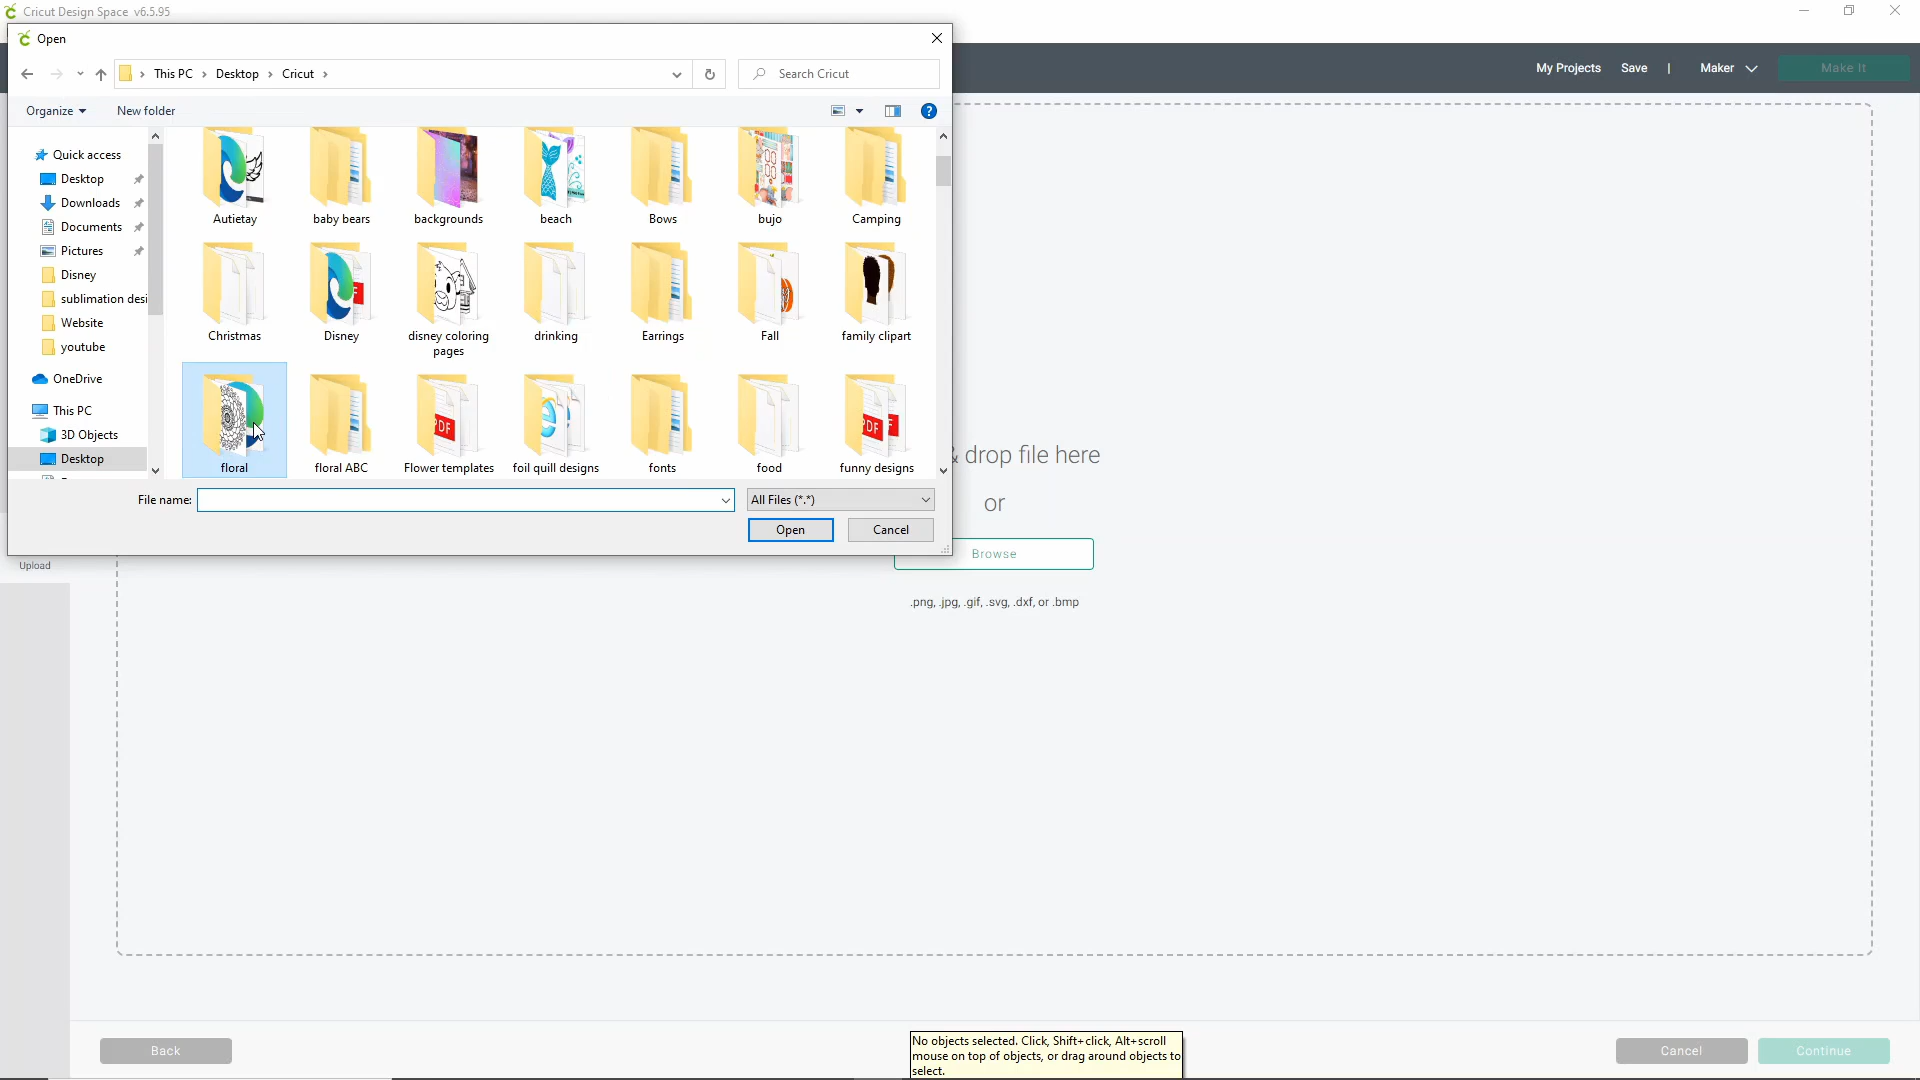 Cricut Design Space v6.5.95
Open
This PC
Desktop
Cricut
Search Cricut
My Projects
Save
|
Maker
Make It
Organize
New folder
Quick access
Desktop
Downloads
Documents
Pictures
Disney
sublimation desi
Website
youtube
OneDrive
This PC
3D Objects
Desktop
Autietay
baby bears
backgrounds
beach
Bows
bujo
Camping
Christmas
Disney
disney coloring
pages
drinking
Earrings
Fall
family clipart
floral
floral ABC
PDF
Flower templates
foil quill designs
fonts
food
PDF
funny designs
File name:
All Files (*.*)
Open
Cancel
& drop file here
or
Browse
.png, .jpg, .gif, .svg, .dxf, or .bmp
Upload
Back
No objects selected. Click, Shift+click, Alt+scroll
mouse on top of objects, or drag around objects to
select.
Cancel
Continue